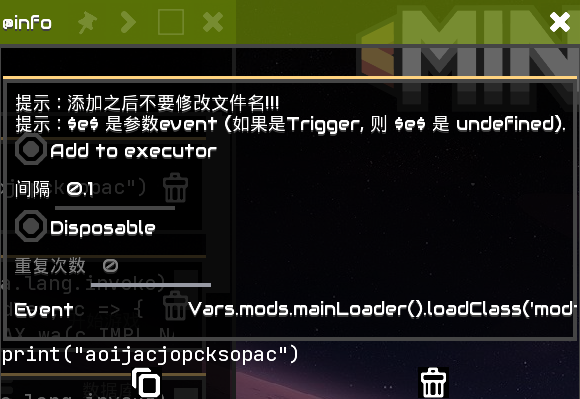 @info
MIN
提示：添加之后不要修改文件名!!!
提示：$e$ 是参数event (如果是Trigger, 则 $e$ 是 undefined).
Add to executor
间隔 0.1
Disposable
重复次数 0
Event Vars.mods.mainLoader().loadClass('mod
print("aoijacjopcksopac")